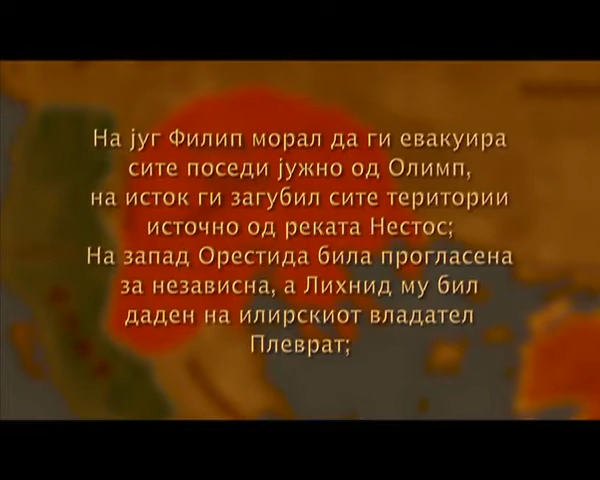 На југ Филип морал да ги евакуира
сите поседи јужно од Олимп,
на исток ги загубил сите територии
источно од реката Нестос;
На запад Орестида била прогласена
за независна, а Лихнид му бил
даден на илирскиот владател
Плеврат;